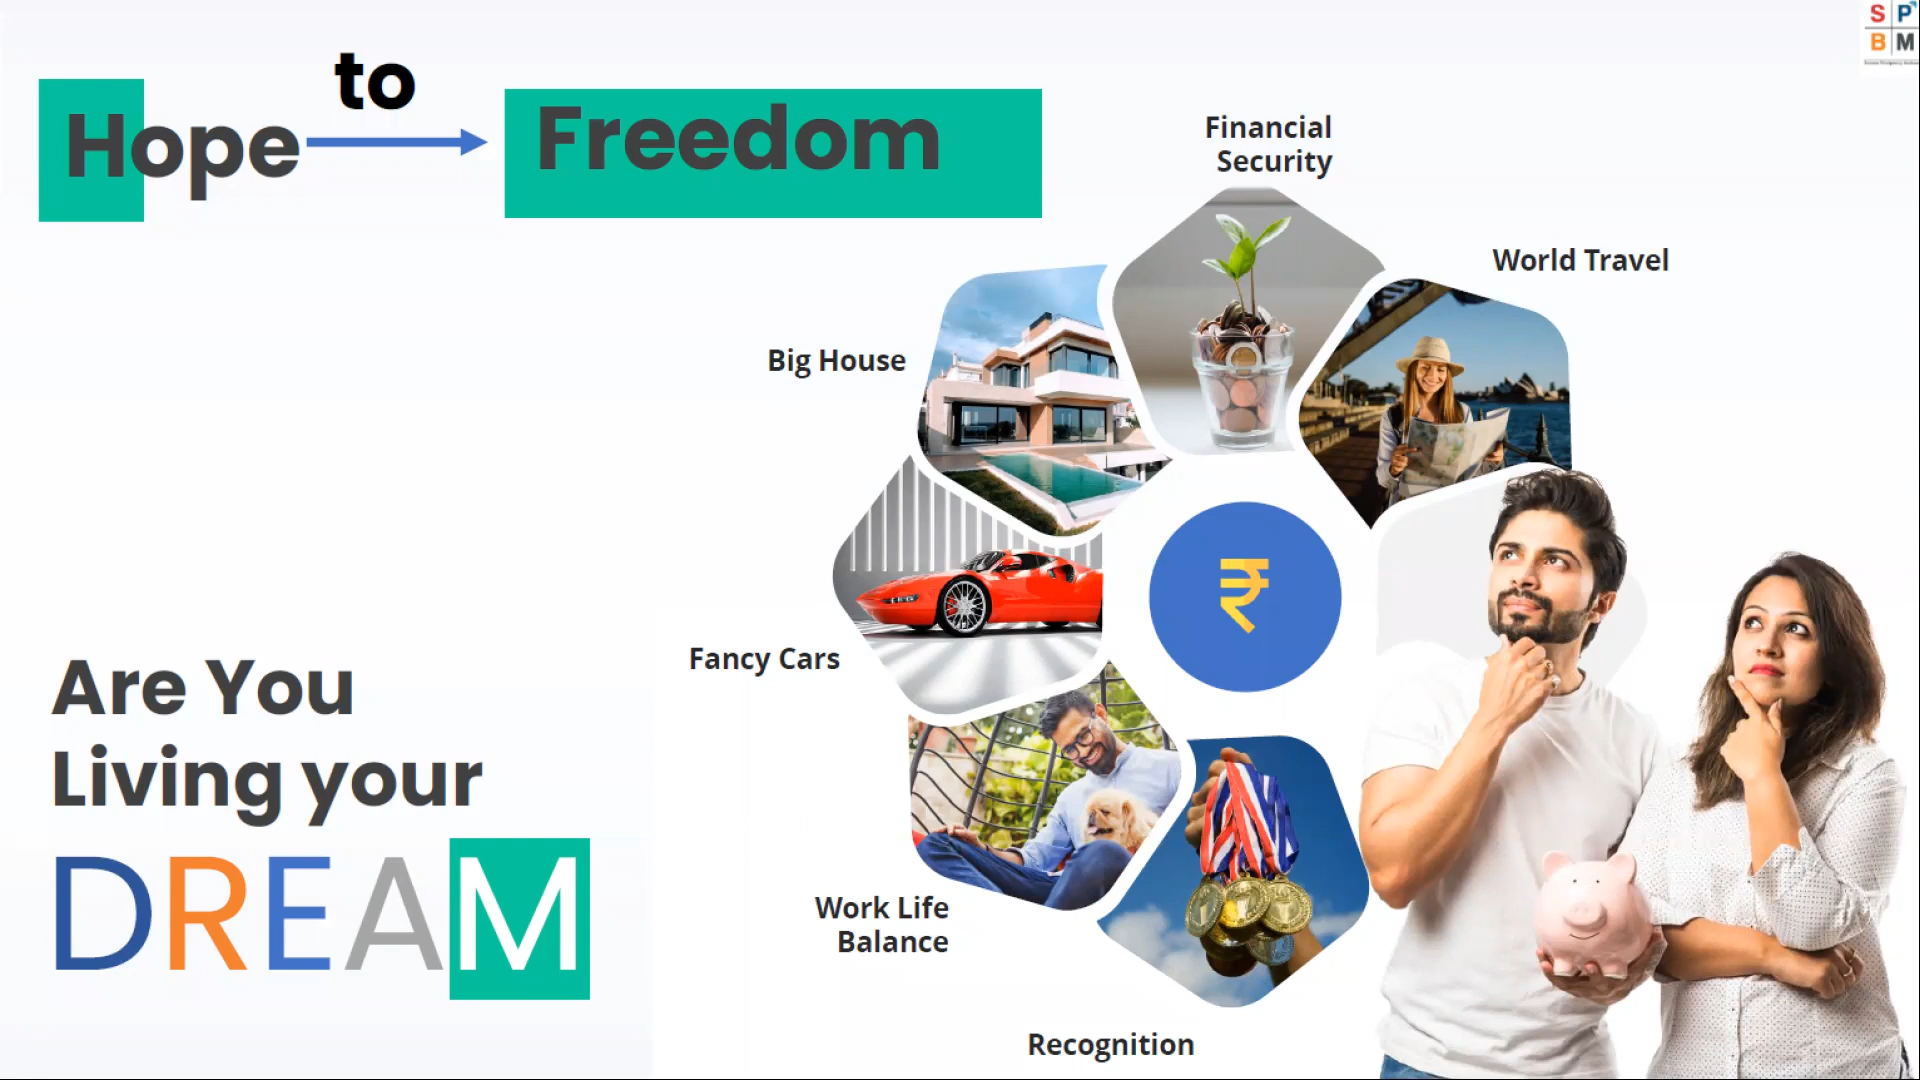 Hope
to
Freedom
Financial
Security
World Travel
Big House
₹
Fancy Cars
Work Life
Balance
Recognition
Are You
Living your
DREAM
S P
B M